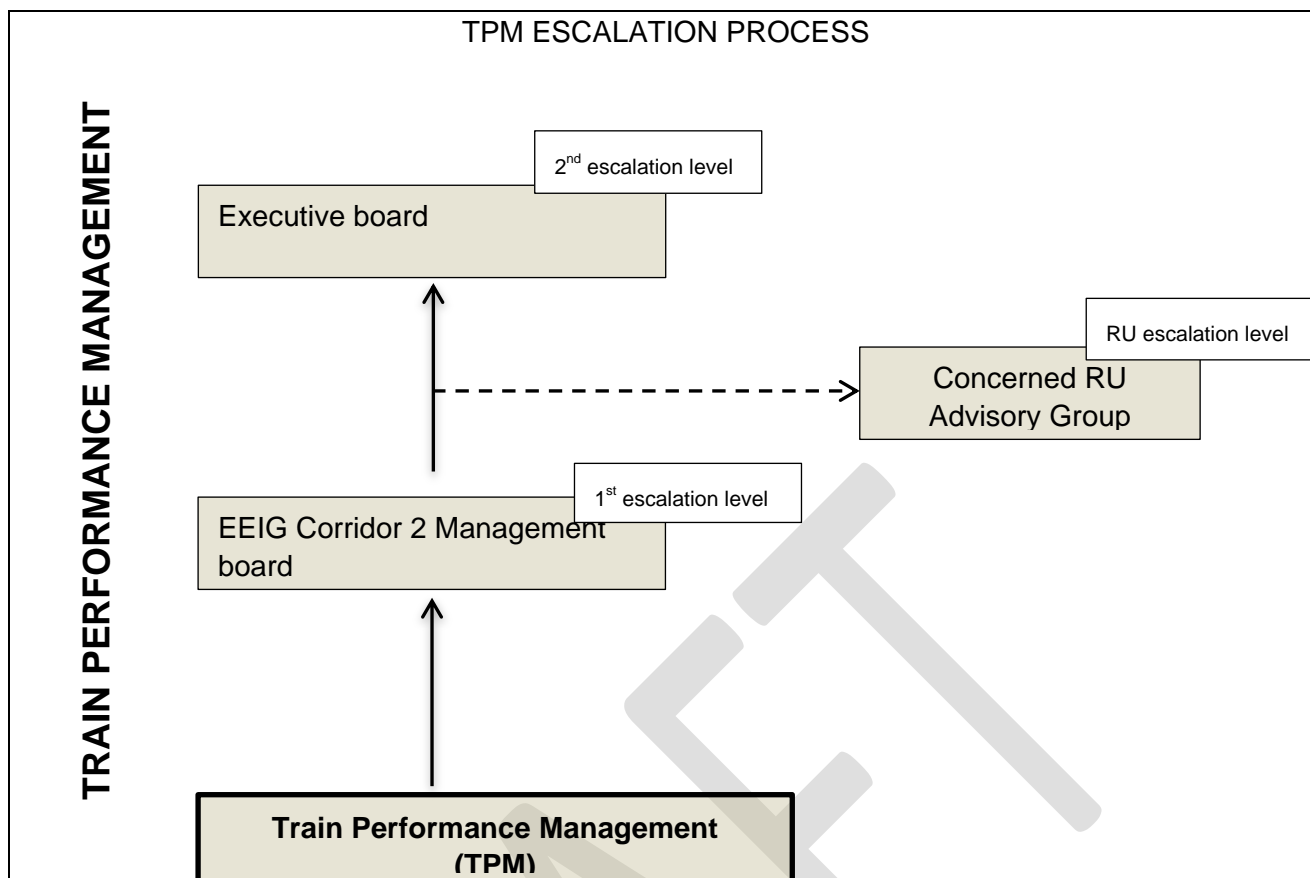 TPM ESCALATION PROCESS
TRAIN PERFORMANCE MANAGEMENT
2nd escalation level
Executive board
RU escalation level
Concerned RU
Advisory Group
1st escalation level
EEIG Corridor 2 Management
board
Train Performance Management
(TPM)